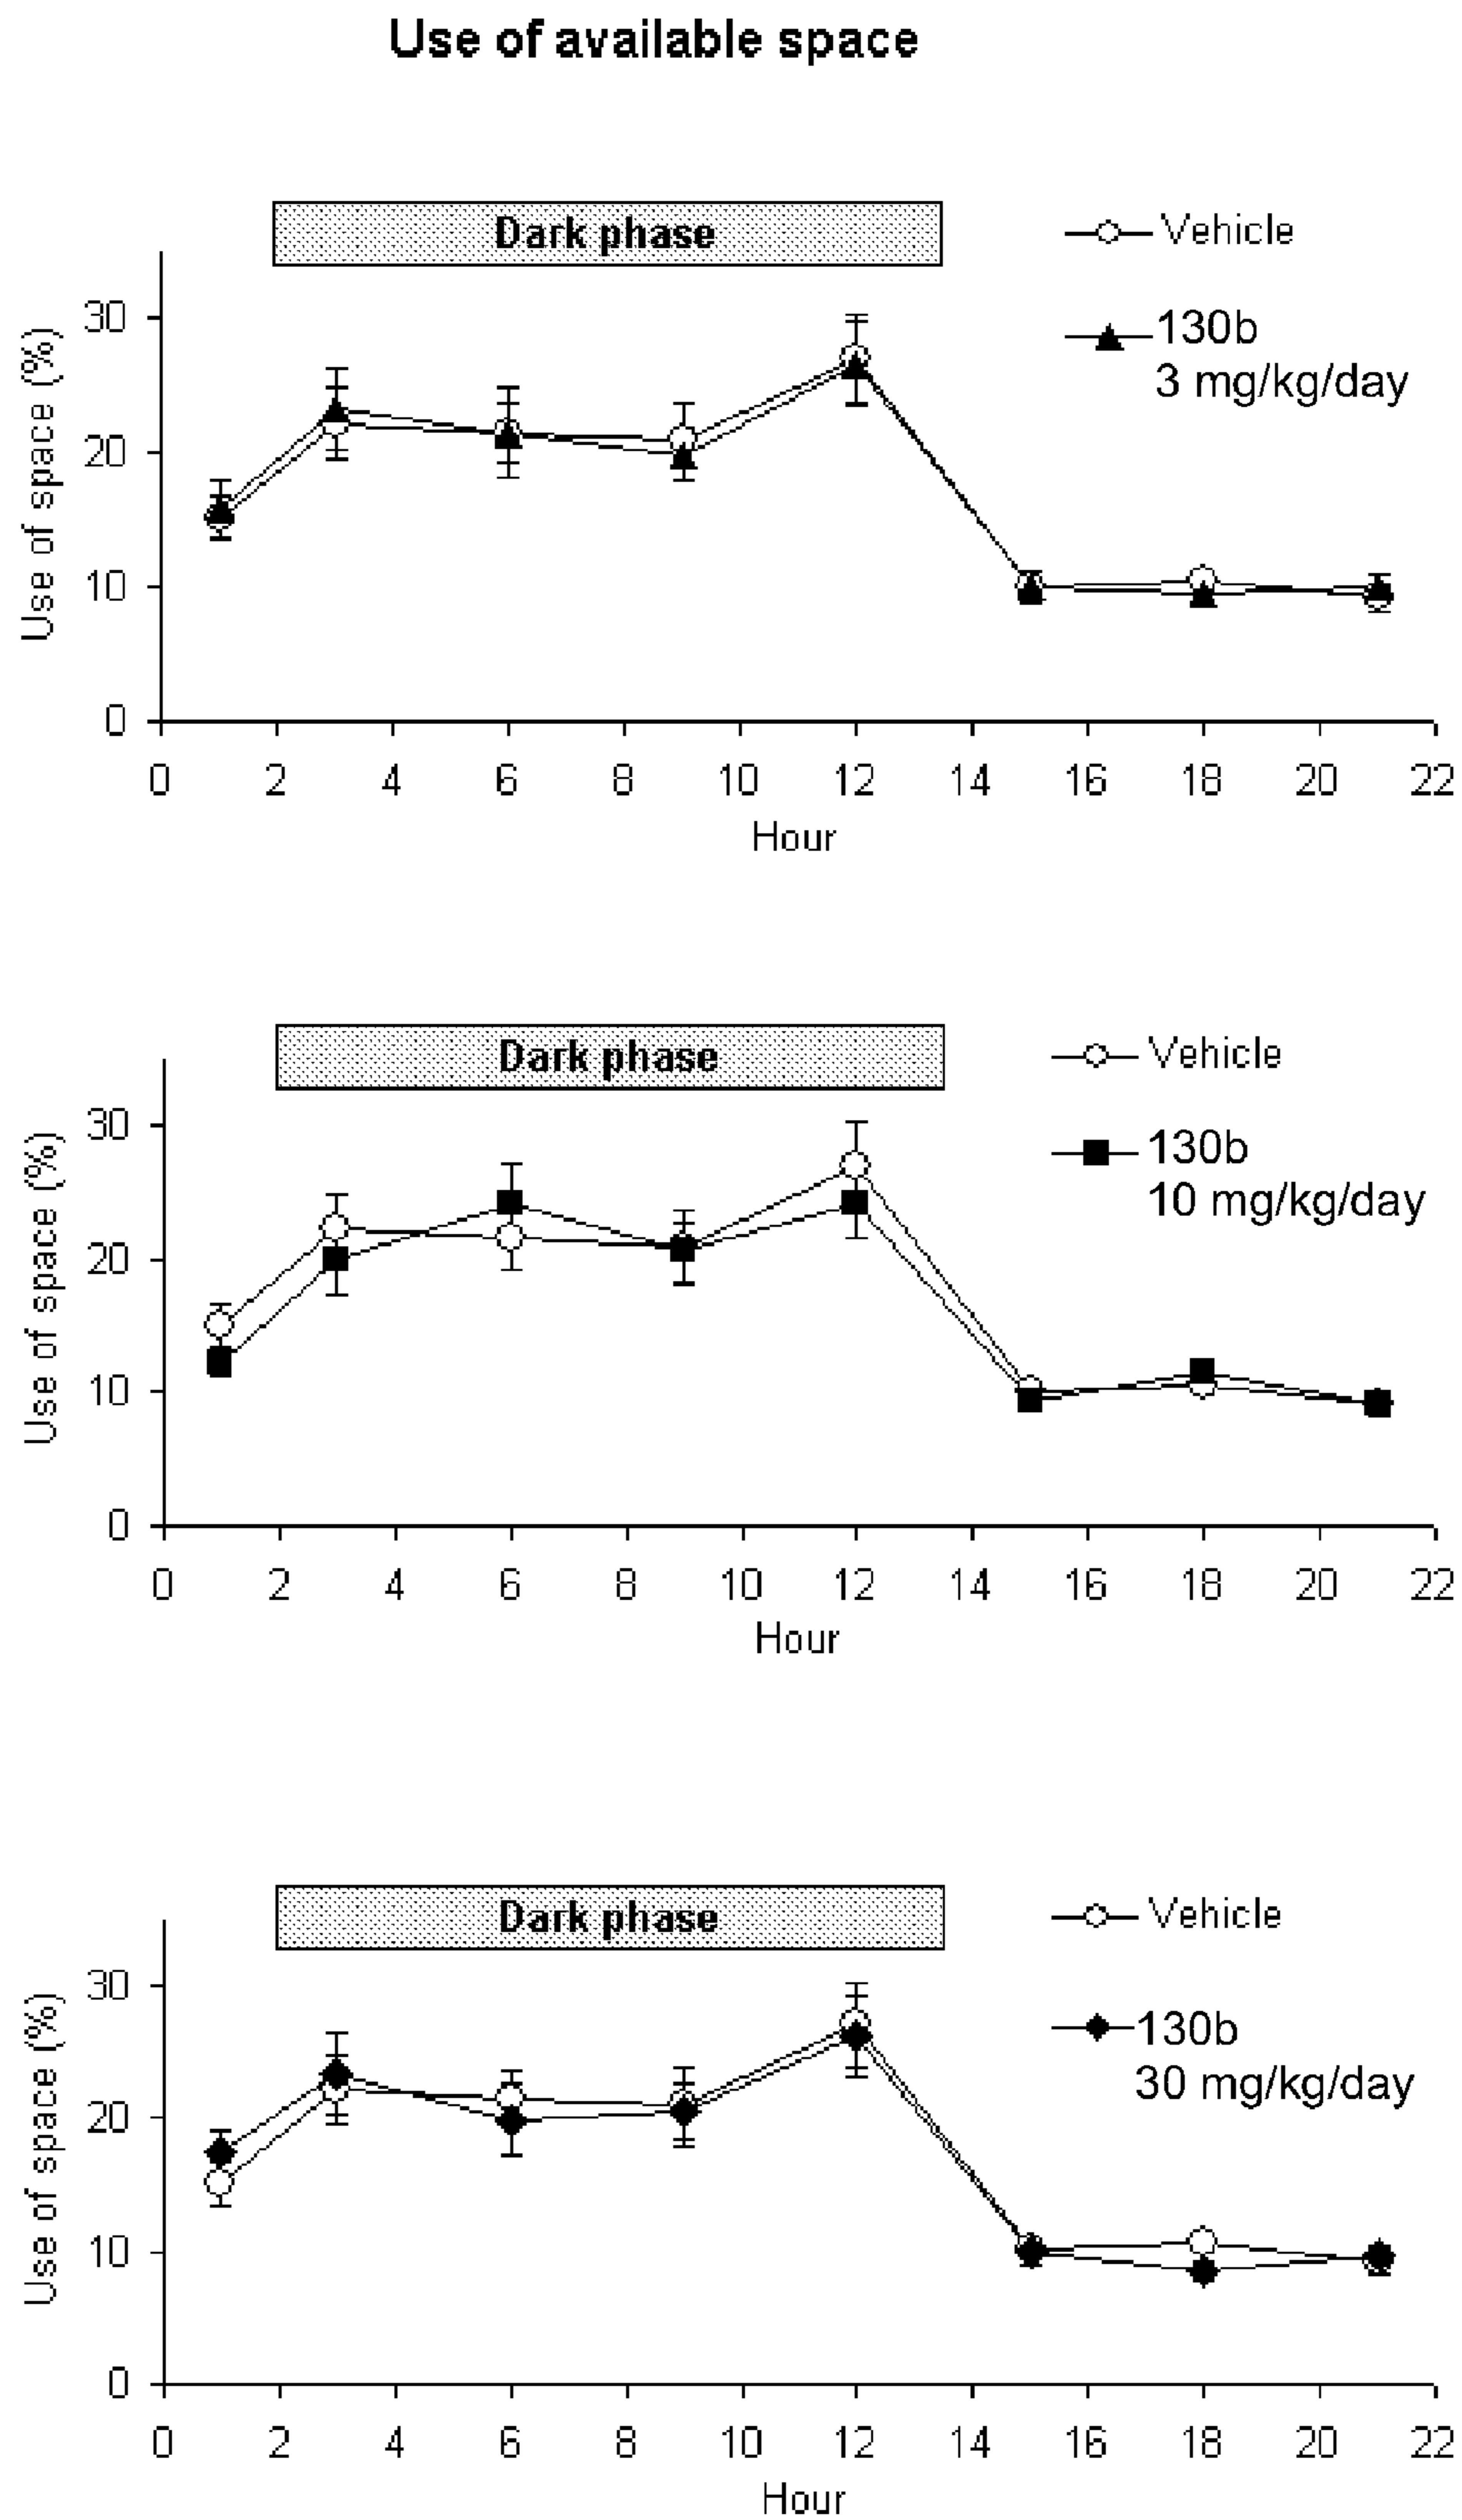 Use of available space
Dark phase
Vehicle
130b
3 mg/kg/day
Use of space (%)
30
20
10
0
0 2 4 6 8 10 12 14 16 18 20 22
Hour
Dark phase
Vehicle
130b
10 mg/kg/day
Use of space (%)
30
20
10
0
0 2 4 6 8 10 12 14 16 18 20 22
Hour
Dark phase
Vehicle
130b
30 mg/kg/day
Use of space (%)
30
20
10
0
0 2 4 6 8 10 12 14 16 18 20 22
Hour